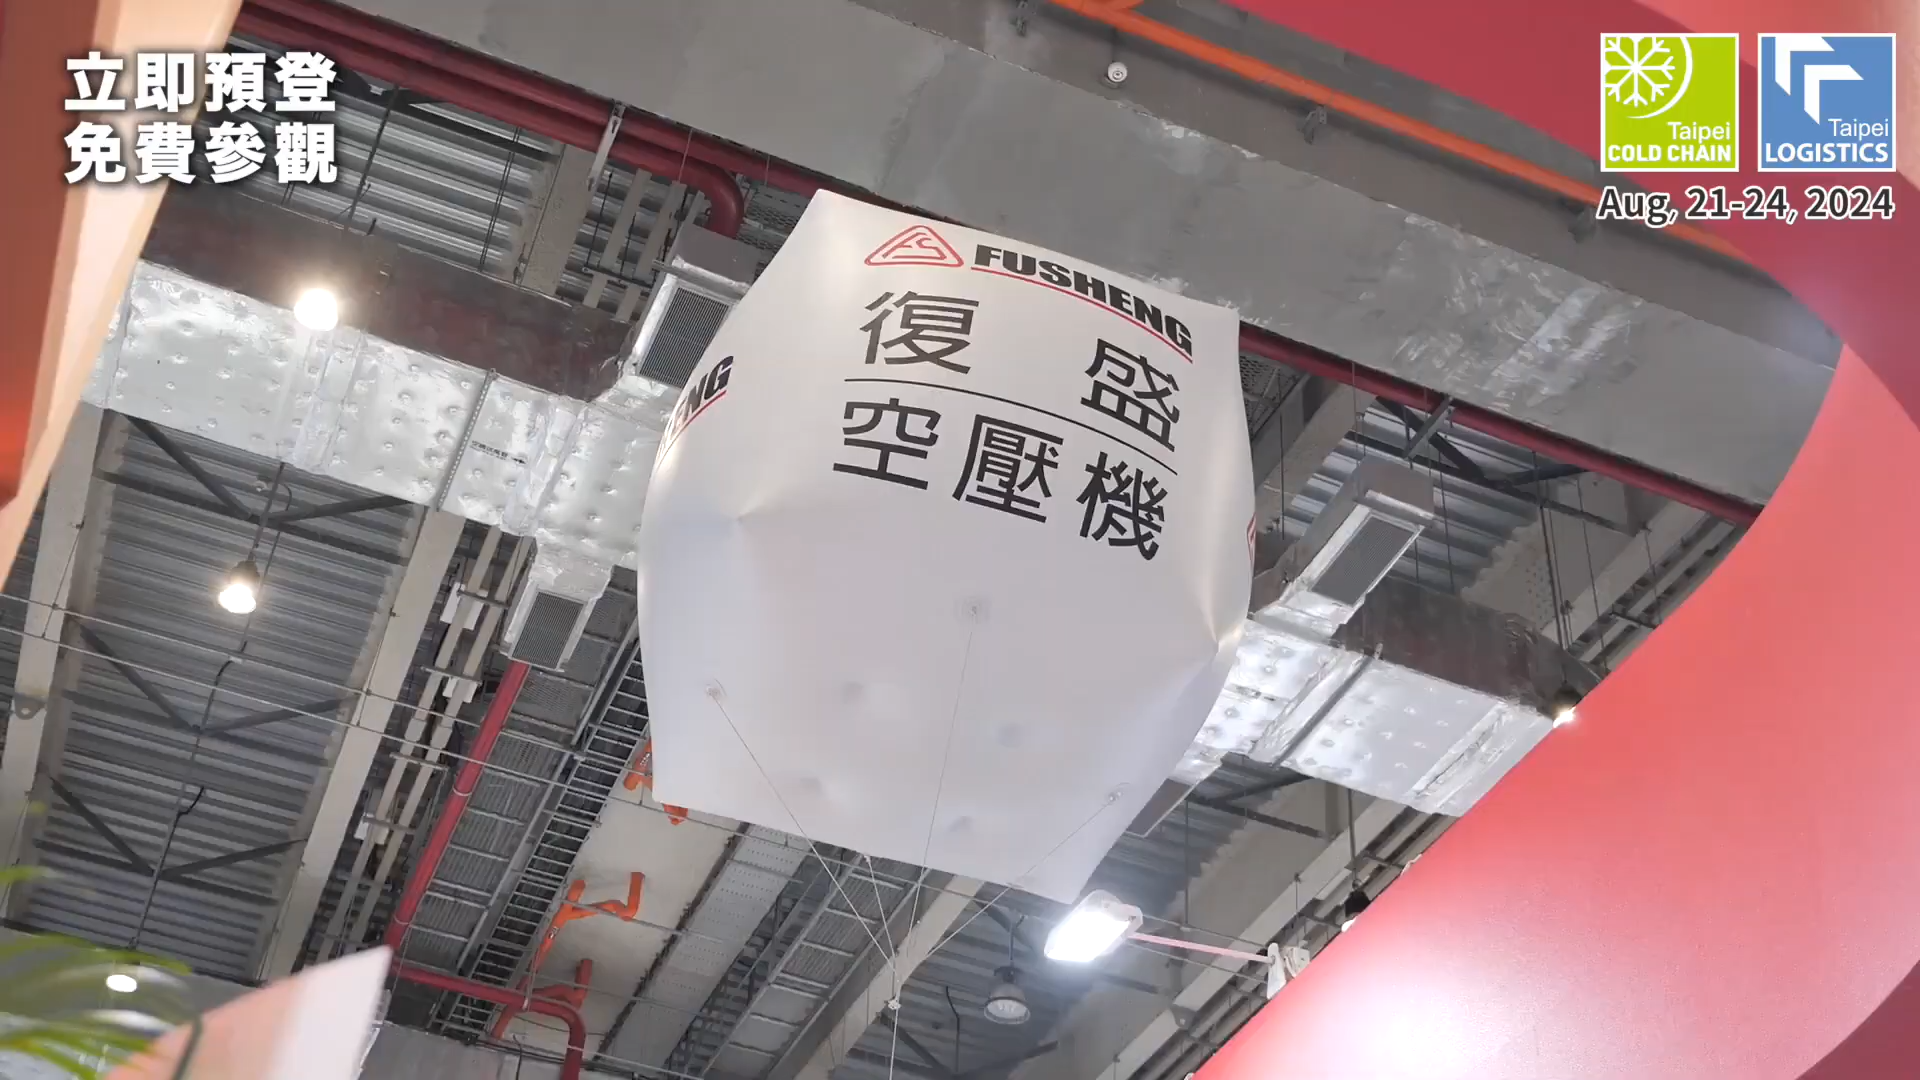 立即預登
免費參觀
Taipei
COLD CHAIN
Taipei
LOGISTICS
Aug, 21-24, 2024
FUSHENG
復盛
空壓機
ENG